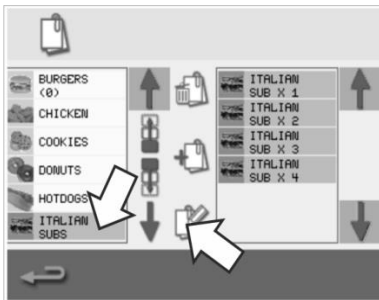 BURGERS
(0)
CHICKEN
COOKIES
DONUTS
HOTDOGS
ITALIAN
SUBS
ITALIAN
SUB X 1
ITALIAN
SUB X 2
ITALIAN
SUB X 3
ITALIAN
SUB X 4